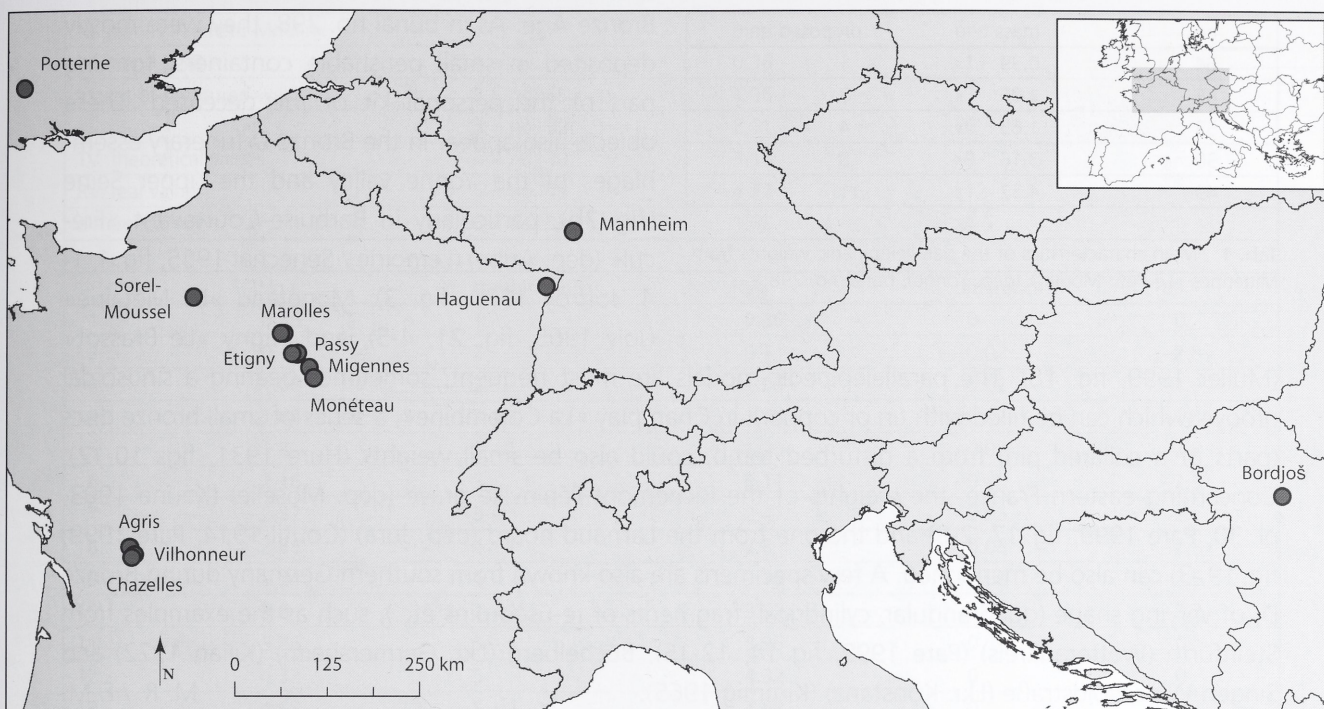 Potterne
Mannheim
Haguenau
Sorel-
Moussel
Marolles
Passy
Etigny
Migennes
Monéteau
Bordjoš
Agris
Vilhonneur
Chazelles
N
0 125 250 km